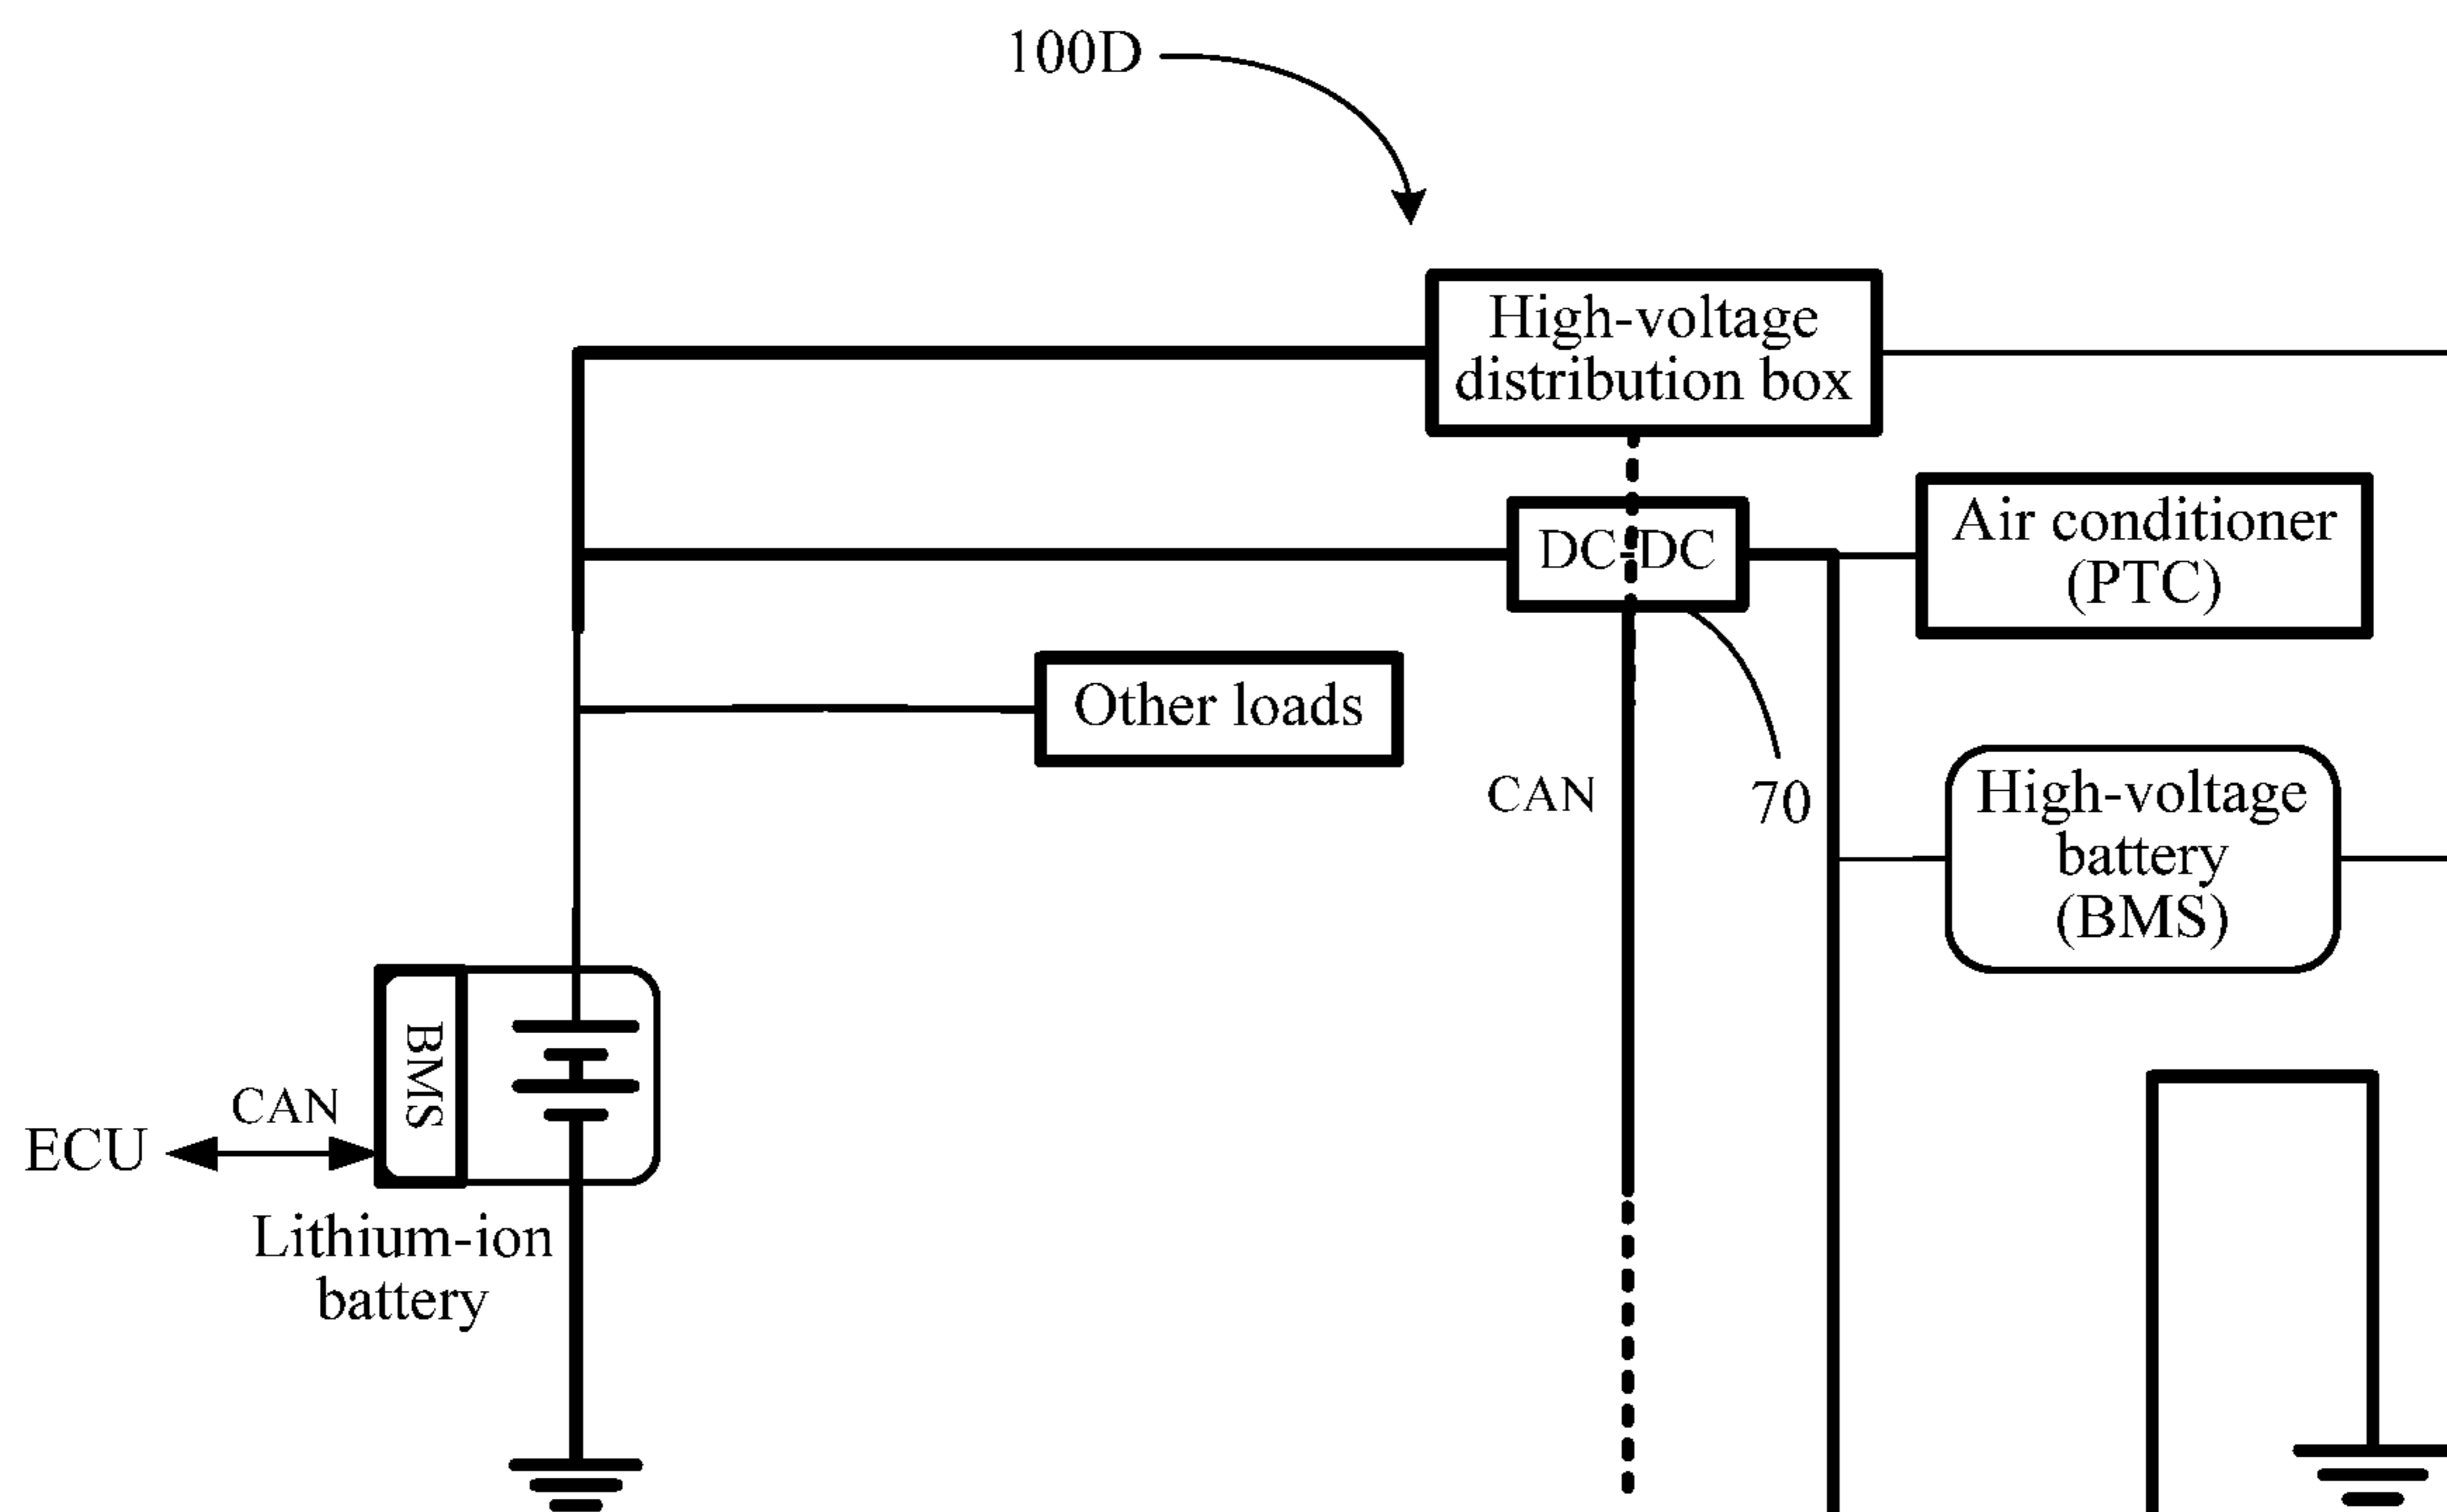 100D
High-voltage
distribution box
DC-DC
Air conditioner
(PTC)
Other loads
CAN
70
High-voltage
battery
(BMS)
BMS
CAN
ECU
Lithium-ion
battery